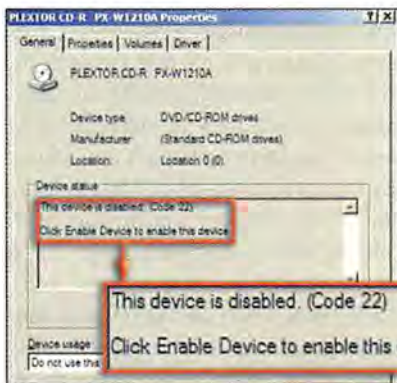 PLEXTOR CD-R PX-W1210A Properties
General Properties Volumes Driver
PLEXTOR CD-R PX-W1210A
Device type: DVD/CD-ROM drives
Manufacturer: (Standard CD-ROM drives)
Location: Location 0 (0)
Device status
This device is disabled. (Code 22)
Click Enable Device to enable this device.
This device is disabled. (Code 22)
Click Enable Device to enable this
Device usage
Do not use this